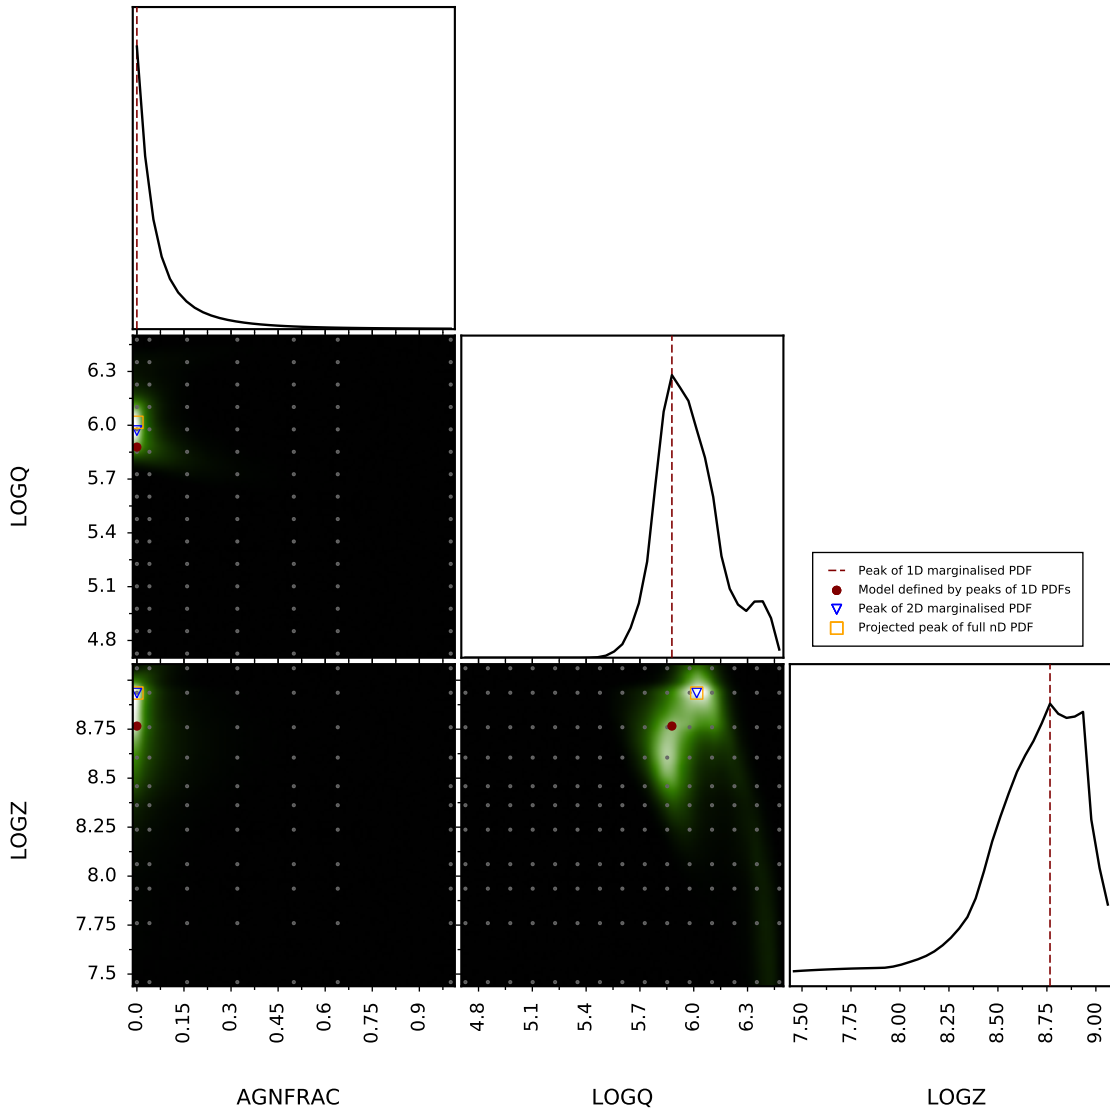 6.3
6.0
5.7
5.4
5.1
4.8
LOGQ
Peak of 1D marginalised PDF
Model defined by peaks of 1D PDFs
Peak of 2D marginalised PDF
Projected peak of full nD PDF
8.75
8.5
8.25
8.0
7.75
7.5
LOGZ
0.0 0.15 0.3 0.45 0.6 0.75 0.9
4.8 5.1 5.4 5.7 6.0 6.3
7.50 7.75 8.00 8.25 8.50 8.75 9.00
AGNFRAC LOGQ LOGZ